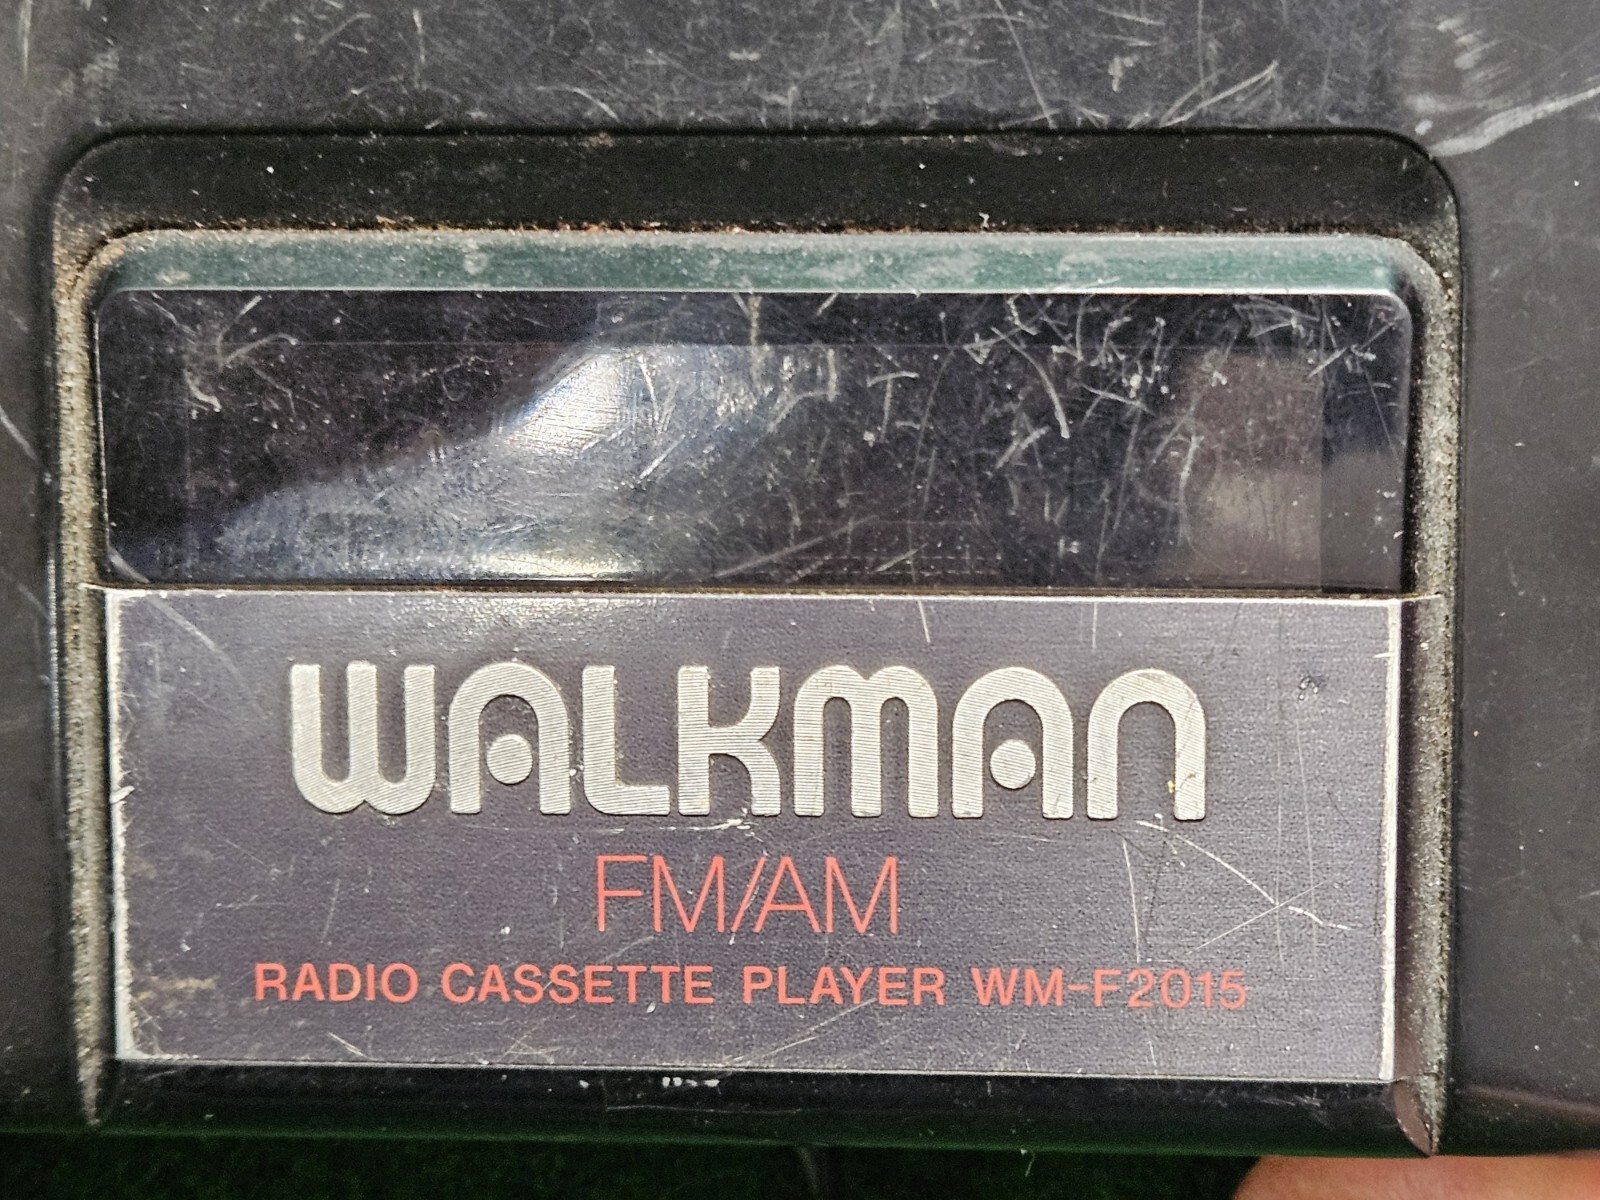 WALKMAN
FM/AM
RADIO CASSETTE PLAYER WM-F2015